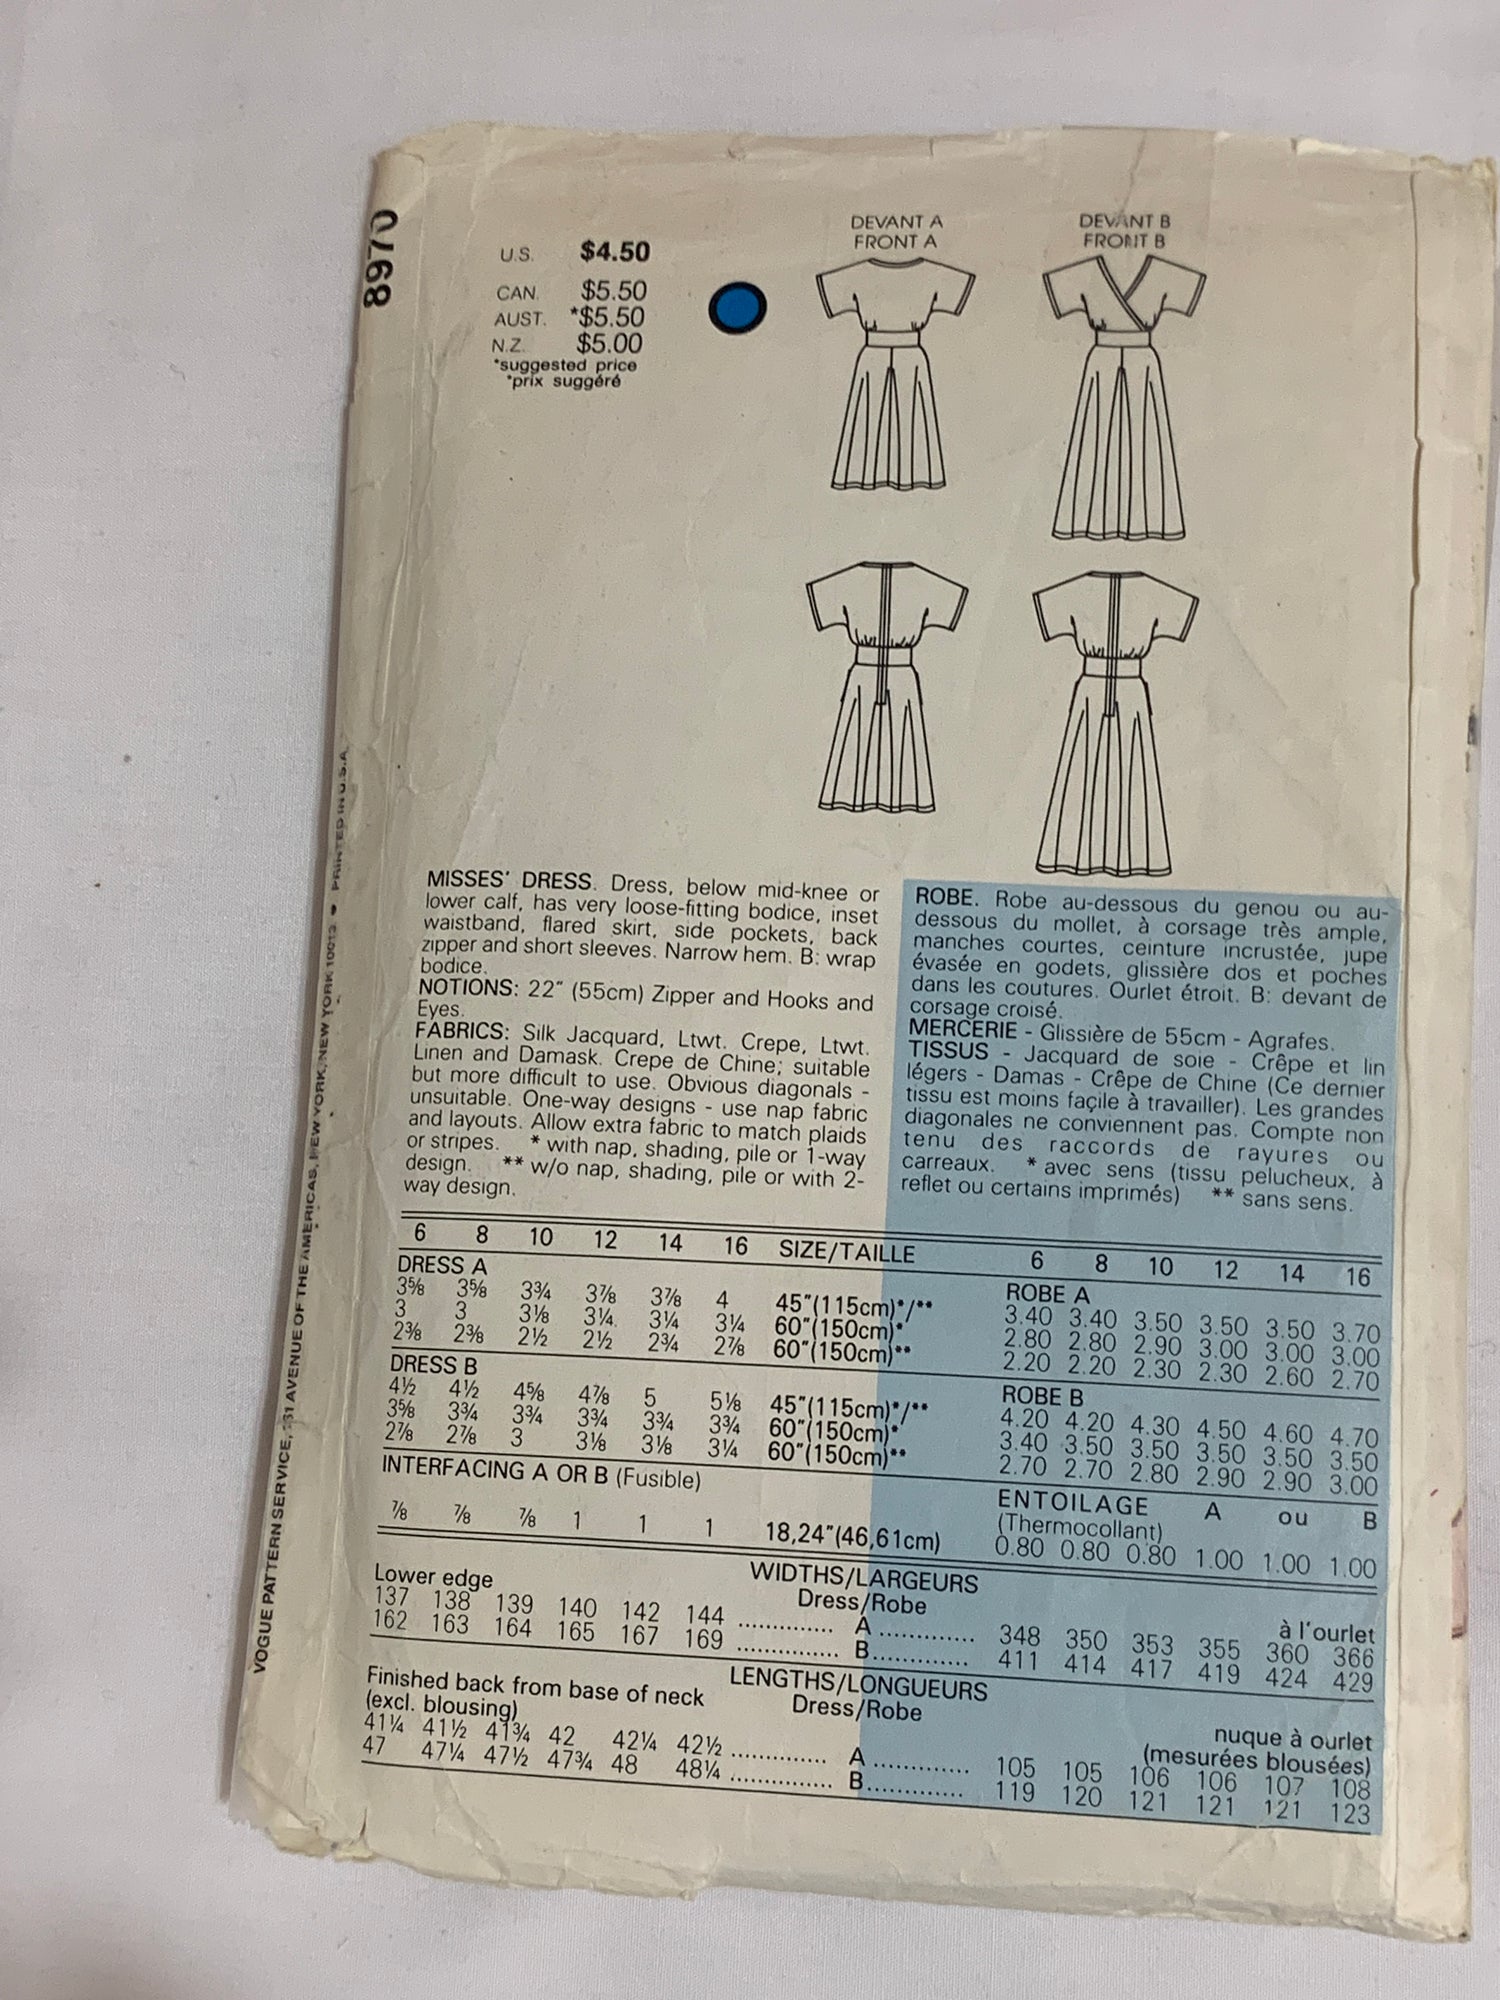 8970
U.S. $4.50
CAN. $5.50
AUST. *$5.50
N.Z. $5.00
*suggested price
*prix suggéré
DEVANT A
FRONT A
DEVANT B
FRONT B
VOGUE PATTERN SERVICE, 161 AVENUE OF THE AMERICAS, NEW YORK, NEW YORK 10013 • PRINTED IN U.S.A.
MISSES' DRESS. Dress, below mid-knee or
lower calf, has very loose-fitting bodice, inset
waistband, flared skirt, side pockets, back
zipper and short sleeves. Narrow hem. B: wrap
bodice.
NOTIONS: 22" (55cm) Zipper and Hooks and
Eyes.
FABRICS: Silk Jacquard, Ltwt. Crepe, Ltwt.
Linen and Damask. Crepe de Chine; suitable
but more difficult to use. Obvious diagonals -
unsuitable. One-way designs - use nap fabric
and layouts. Allow extra fabric to match plaids
or stripes. * with nap, shading, pile or 1-way
design. ** w/o nap, shading, pile or with 2-
way design.
ROBE. Robe au-dessous du genou ou au-
dessous du mollet, à corsage très ample,
manches courtes, ceinture incrustée, jupe
évasée en godets, glissière dos et poches
dans les coutures. Ourlet étroit. B: devant de
corsage croisé.
MERCERIE - Glissière de 55cm - Agrafes.
TISSUS - Jacquard de soie - Crêpe et lin
légers - Damas - Crêpe de Chine (Ce dernier
tissu est moins façile à travailler). Les grandes
diagonales ne conviennent pas. Compte non
tenu des raccords de rayures ou
carreaux. * avec sens (tissu pelucheux, à
reflet ou certains imprimés) ** sans sens.
6 8 10 12 14 16 SIZE/TAILLE 6 8 10 12 14 16
DRESS A ROBE A
3⅝ 3⅝ 3¾ 3⅞ 3⅞ 4 45"(115cm)*/** 3.40 3.40 3.50 3.50 3.50 3.70
3 3 3⅛ 3¼ 3¼ 3¼ 60"(150cm)* 2.80 2.80 2.90 3.00 3.00 3.00
2⅜ 2⅜ 2½ 2½ 2¾ 2⅞ 60"(150cm)** 2.20 2.20 2.30 2.30 2.60 2.70
DRESS B ROBE B
4½ 4½ 4⅝ 4⅞ 5 5⅛ 45"(115cm)*/** 4.20 4.20 4.30 4.50 4.60 4.70
3⅝ 3¾ 3¾ 3¾ 3¾ 3¾ 60"(150cm)* 3.40 3.50 3.50 3.50 3.50 3.50
2⅞ 2⅞ 3 3⅛ 3⅛ 3¼ 60"(150cm)** 2.70 2.70 2.80 2.90 2.90 3.00
INTERFACING A OR B (Fusible) ENTOILAGE A ou B
(Thermocollant)
⅞ ⅞ ⅞ 1 1 1 18,24"(46,61cm) 0.80 0.80 0.80 1.00 1.00 1.00
WIDTHS/LARGEURS
Lower edge Dress/Robe à l'ourlet
137 138 139 140 142 144 .............. A ............. 348 350 353 355 360 366
162 163 164 165 167 169 ............... B............. 411 414 417 419 424 429
LENGTHS/LONGUEURS
Finished back from base of neck Dress/Robe nuque à ourlet
(excl. blousing) (mesurées blousées)
41¼ 41½ 41¾ 42 42¼ 42½ .............. A ............. 105 105 106 106 107 108
47 47¼ 47½ 47¾ 48 48¼ ............... B............. 119 120 121 121 121 123